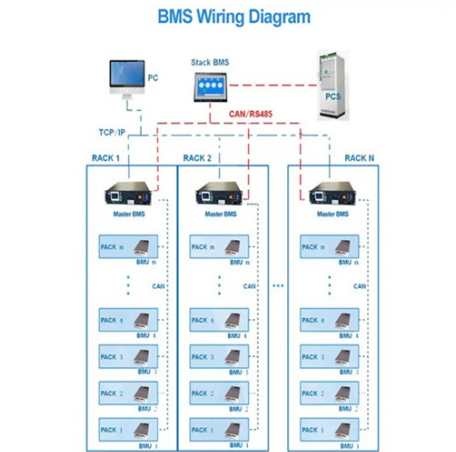 BMS Wiring Diagram
Stack BMS
PC
PCS
CAN/RS485
TCP/IP
RACK 1
RACK 2
RACK N
Master BMS
Master BMS
Master BMS
PACK n
PACK n
PACK n
BMU n
BMU n
BMU n
CAN
CAN
CAN
PACK 4
PACK 4
PACK 4
BMU 4
BMU 4
BMU 4
PACK 3
PACK 3
PACK 3
BMU 3
BMU 3
BMU 3
PACK 2
PACK 2
PACK 2
BMU 2
BMU 2
BMU 2
PACK 1
PACK 1
PACK 1
BMU 1
BMU 1
BMU 1